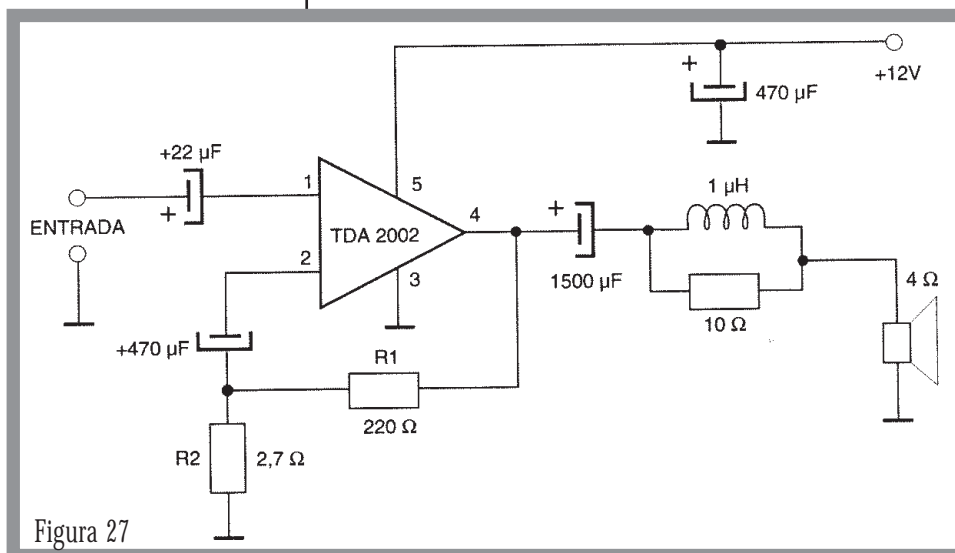 +12V
+
470 µF
+22 µF
+
ENTRADA
1
2
TDA 2002
5
4
3
+
1500 µF
1 µH
10 Ω
4 Ω
+470 µF
R1
220 Ω
R2
2,7 Ω
Figura 27